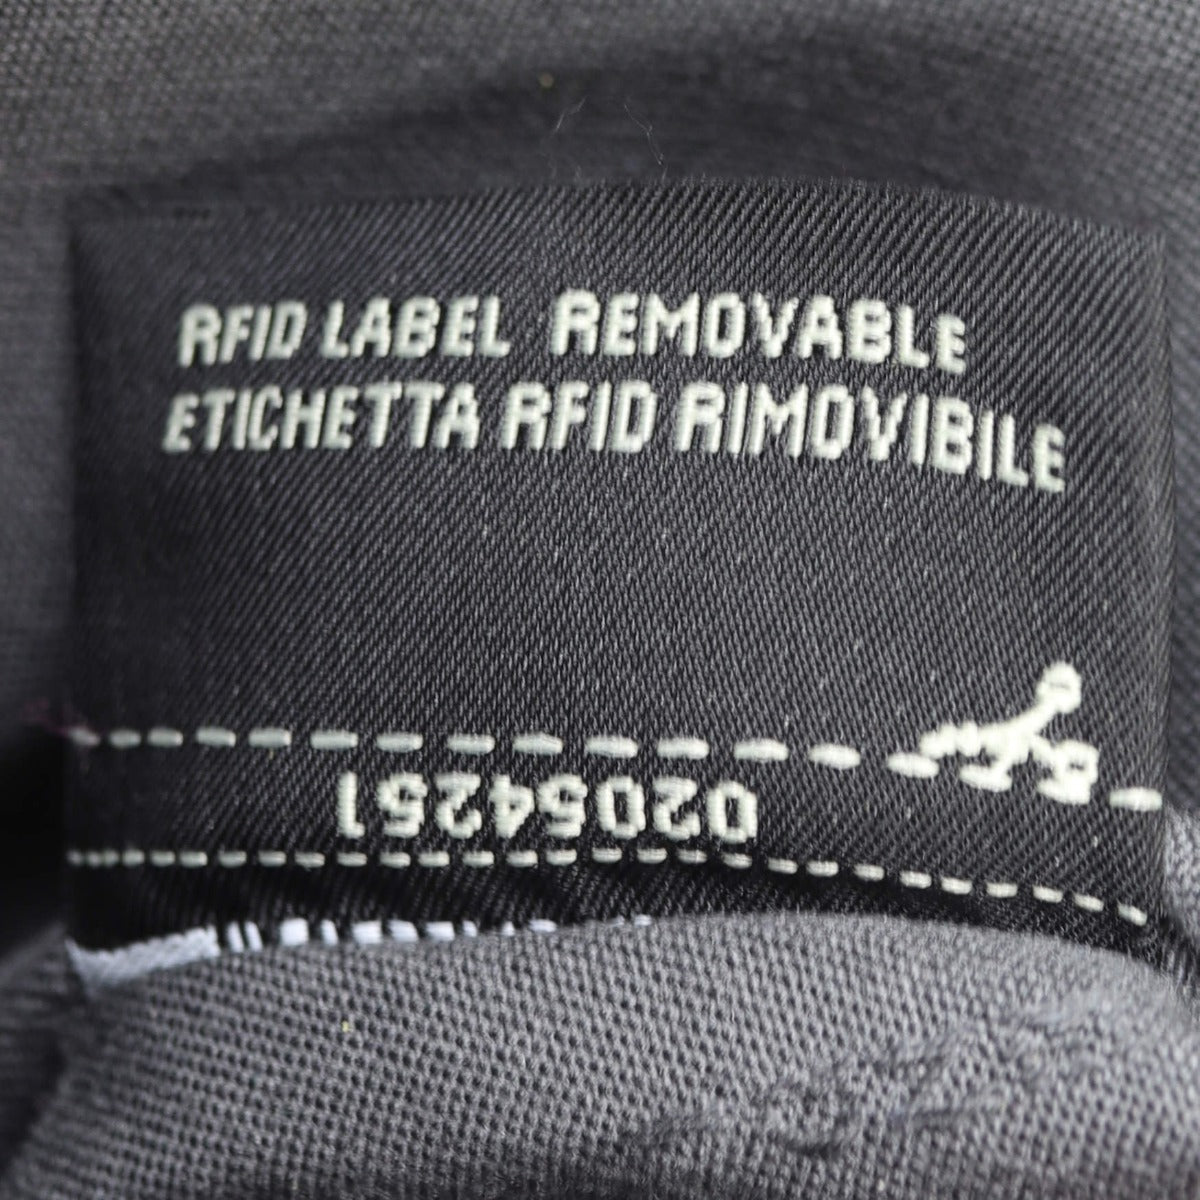 RFID LABEL REMOVABLE
ETICHETTA RFID RIMOVIBILE
02054251